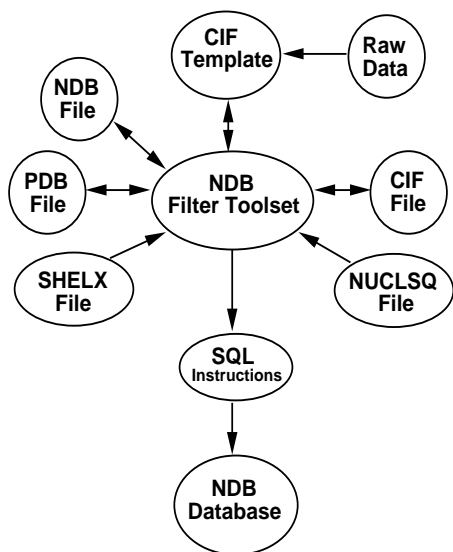 CIF
Template
Raw
Data
NDB
File
PDB
File
NDB
Filter Toolset
CIF
File
SHELX
File
NUCLSQ
File
SQL
Instructions
NDB
Database